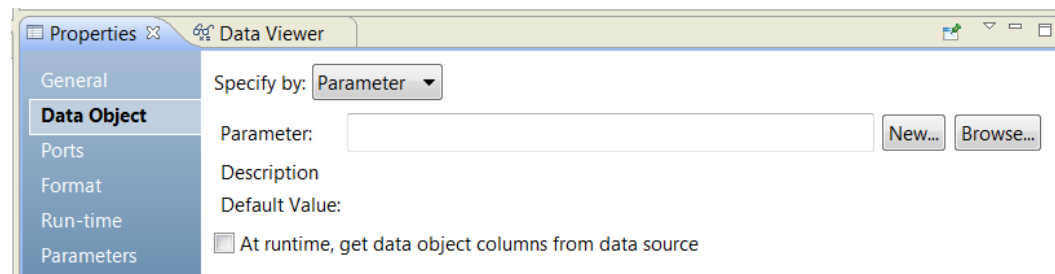 Properties Data Viewer
General
Data Object
Ports
Format
Run-time
Parameters
Specify by: Parameter
Parameter: New... Browse...
Description
Default Value:
At runtime, get data object columns from data source